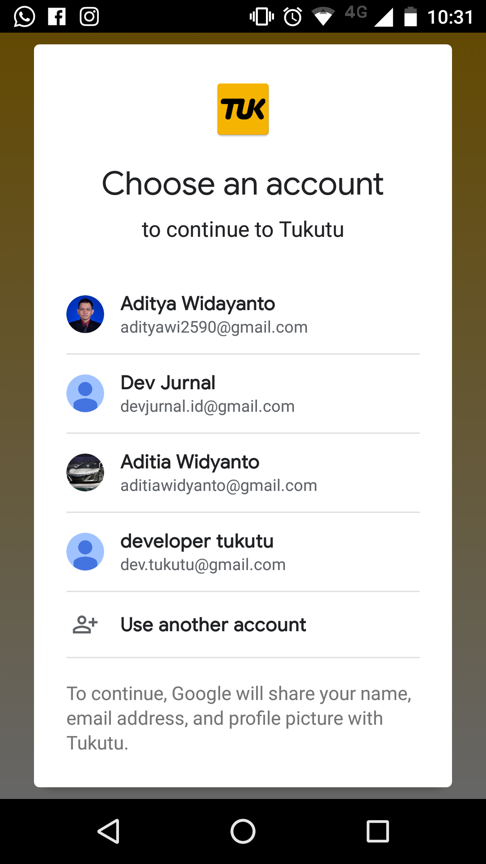 4G 10:31
TUK
Choose an account
to continue to Tukutu
Aditya Widayanto
adityawi2590@gmail.com
Dev Jurnal
devjurnal.id@gmail.com
Aditia Widyanto
aditiawidyanto@gmail.com
developer tukutu
dev.tukutu@gmail.com
Use another account
To continue, Google will share your name,
email address, and profile picture with
Tukutu.